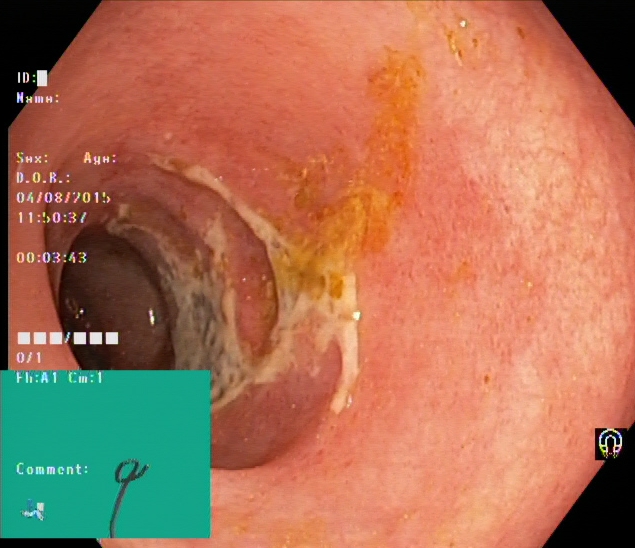 ID:
Name:
Sex: Age:
D.O.B.:
04/08/2015
11:50:37
00:03:43
0/1
Ph:A1 Cm:1
Comment: